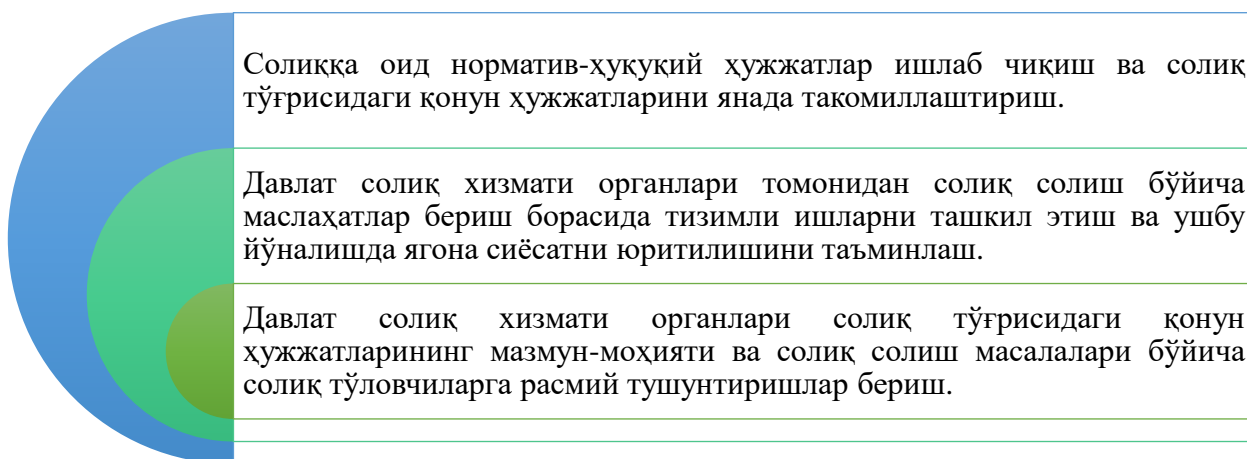 Солиққа оид норматив-ҳуқуқий ҳужжатлар ишлаб чиқиш ва солиқ
тўғрисидаги қонун ҳужжатларини янада такомиллаштириш.
Давлат солиқ хизмати органлари томонидан солиқ солиш бўйича
маслаҳатлар бериш борасида тизимли ишларни ташкил этиш ва ушбу
йўналишда ягона сиёсатни юритилишини таъминлаш.
Давлат солиқ хизмати органлари солиқ тўғрисидаги қонун
ҳужжатларининг мазмун-моҳияти ва солиқ солиш масалалари бўйича
солиқ тўловчиларга расмий тушунтиришлар бериш.